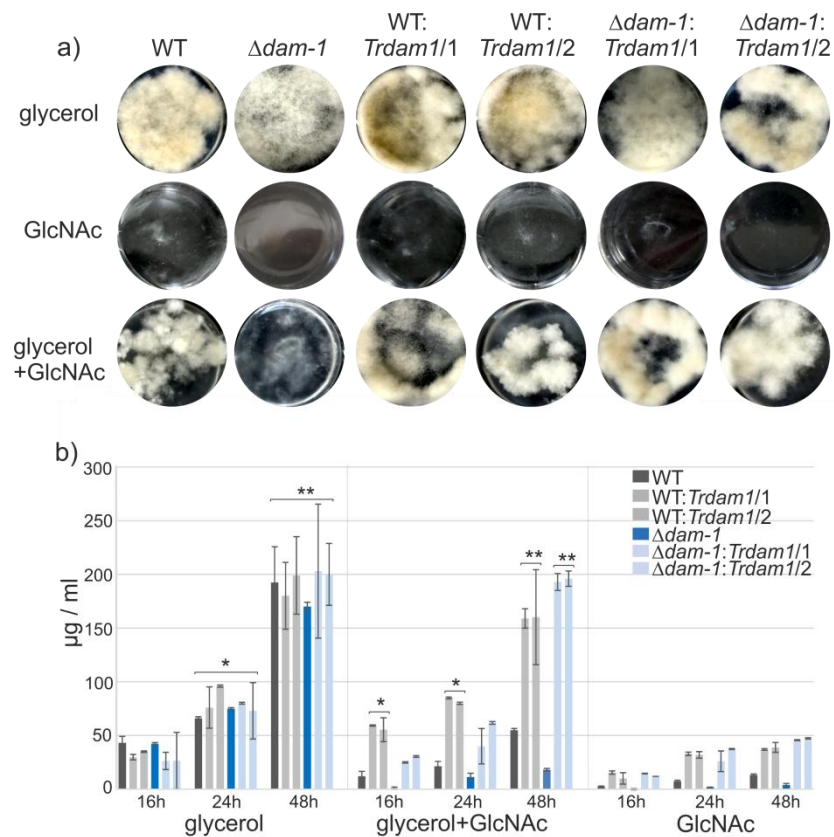 a)
WT
Δdam-1
WT:
Trdam1/1
WT:
Trdam1/2
Δdam-1:
Trdam1/1
Δdam-1:
Trdam1/2
glycerol
GlcNAc
glycerol
+GlcNAc
b)
µg / ml
300
250
200
150
100
50
0
*
**
*
*
**
**
WT
WT:Trdam1/1
WT:Trdam1/2
Δdam-1
Δdam-1:Trdam1/1
Δdam-1:Trdam1/2
16h 24h 48h 16h 24h 48h 16h 24h 48h
glycerol glycerol+GlcNAc GlcNAc